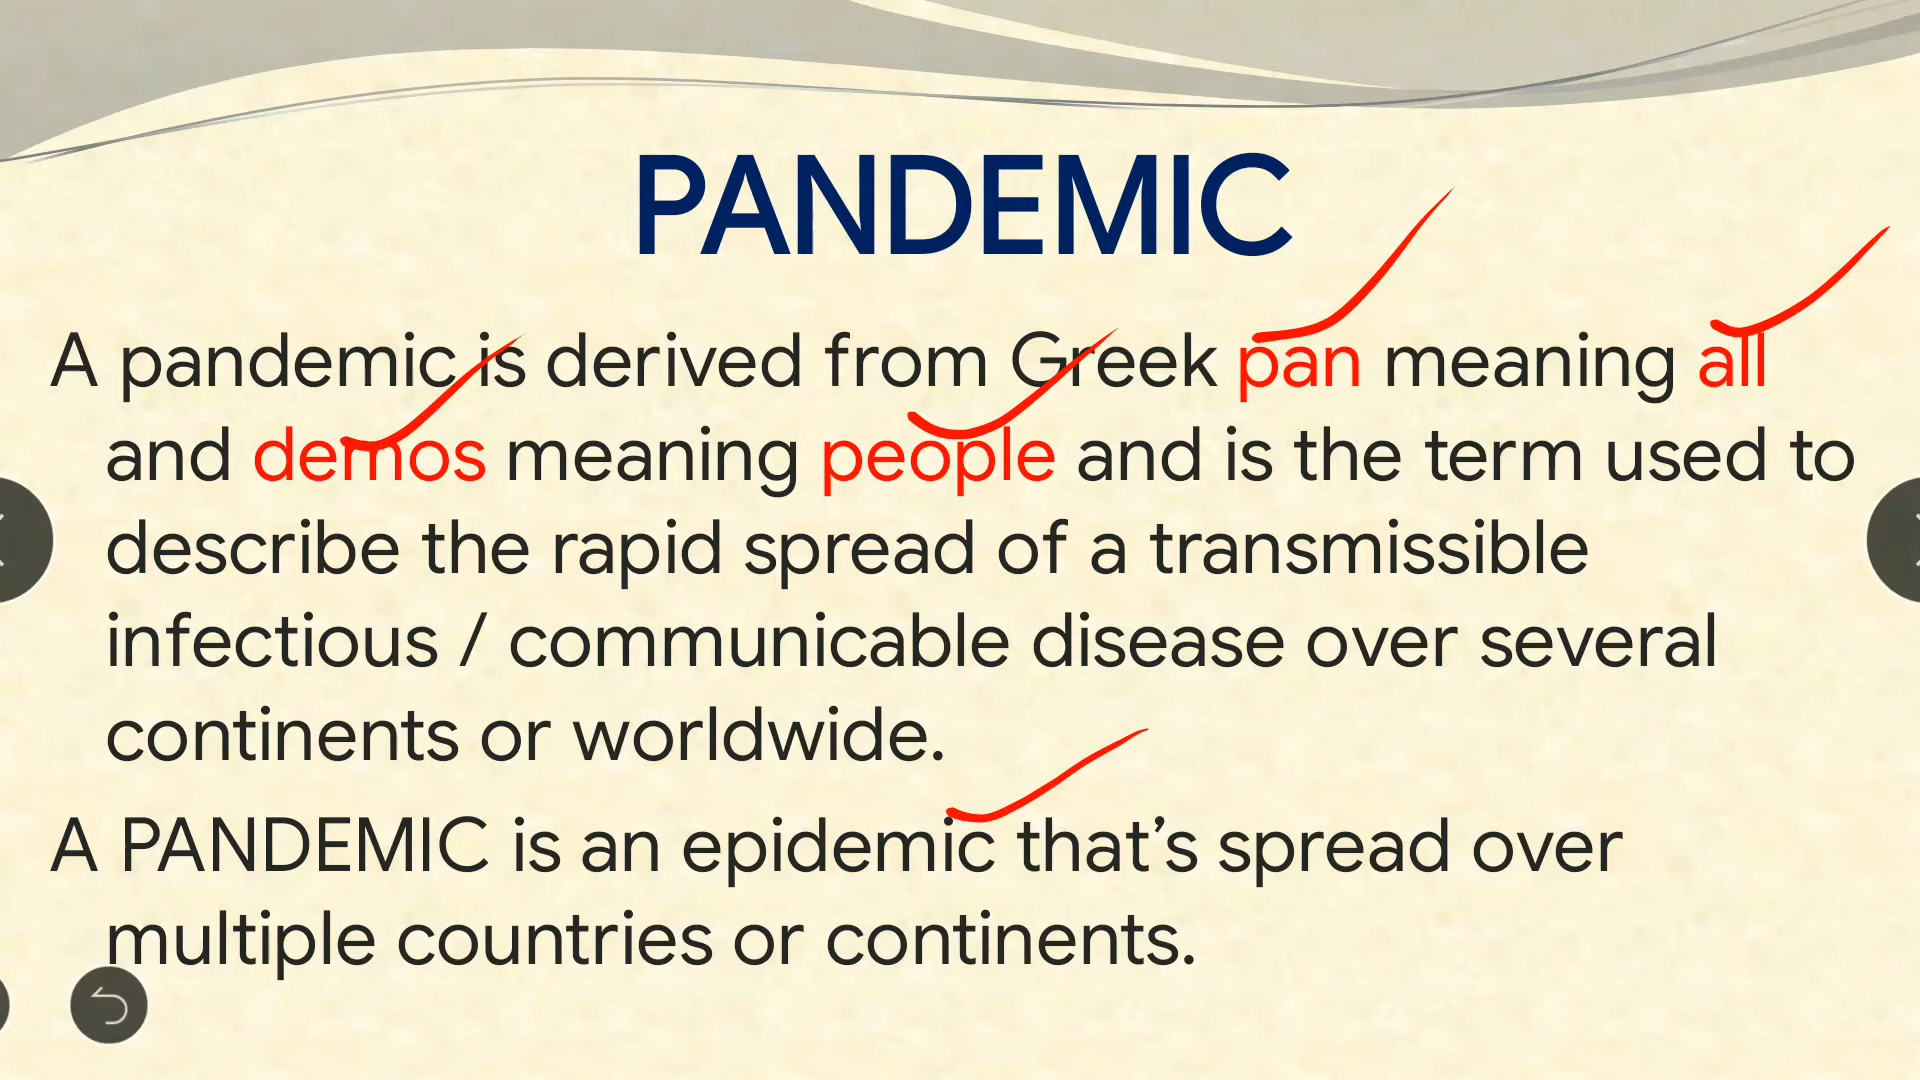 PANDEMIC
A pandemic is derived from Greek pan meaning all
and demos meaning people and is the term used to
describe the rapid spread of a transmissible
infectious / communicable disease over several
continents or worldwide.
A PANDEMIC is an epidemic that’s spread over
multiple countries or continents.